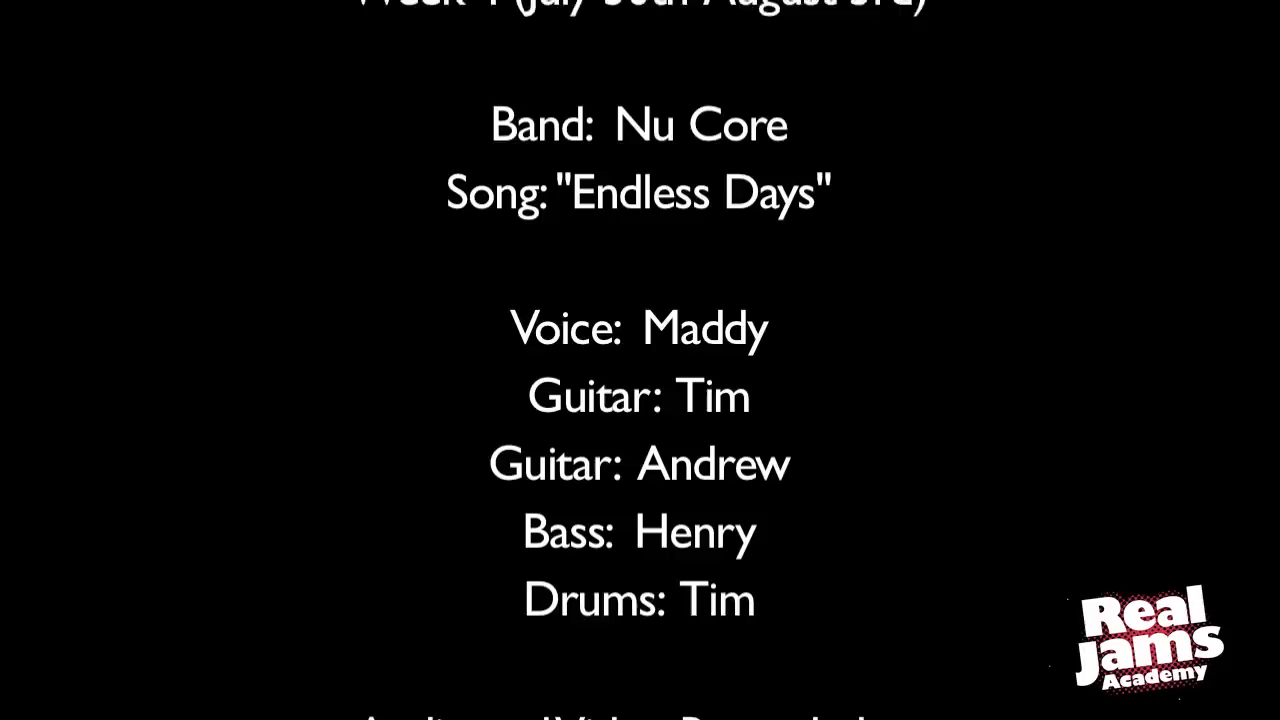 Band: Nu Core
Song: "Endless Days"
Voice: Maddy
Guitar: Tim
Guitar: Andrew
Bass: Henry
Drums: Tim
Real
Jams
Academy